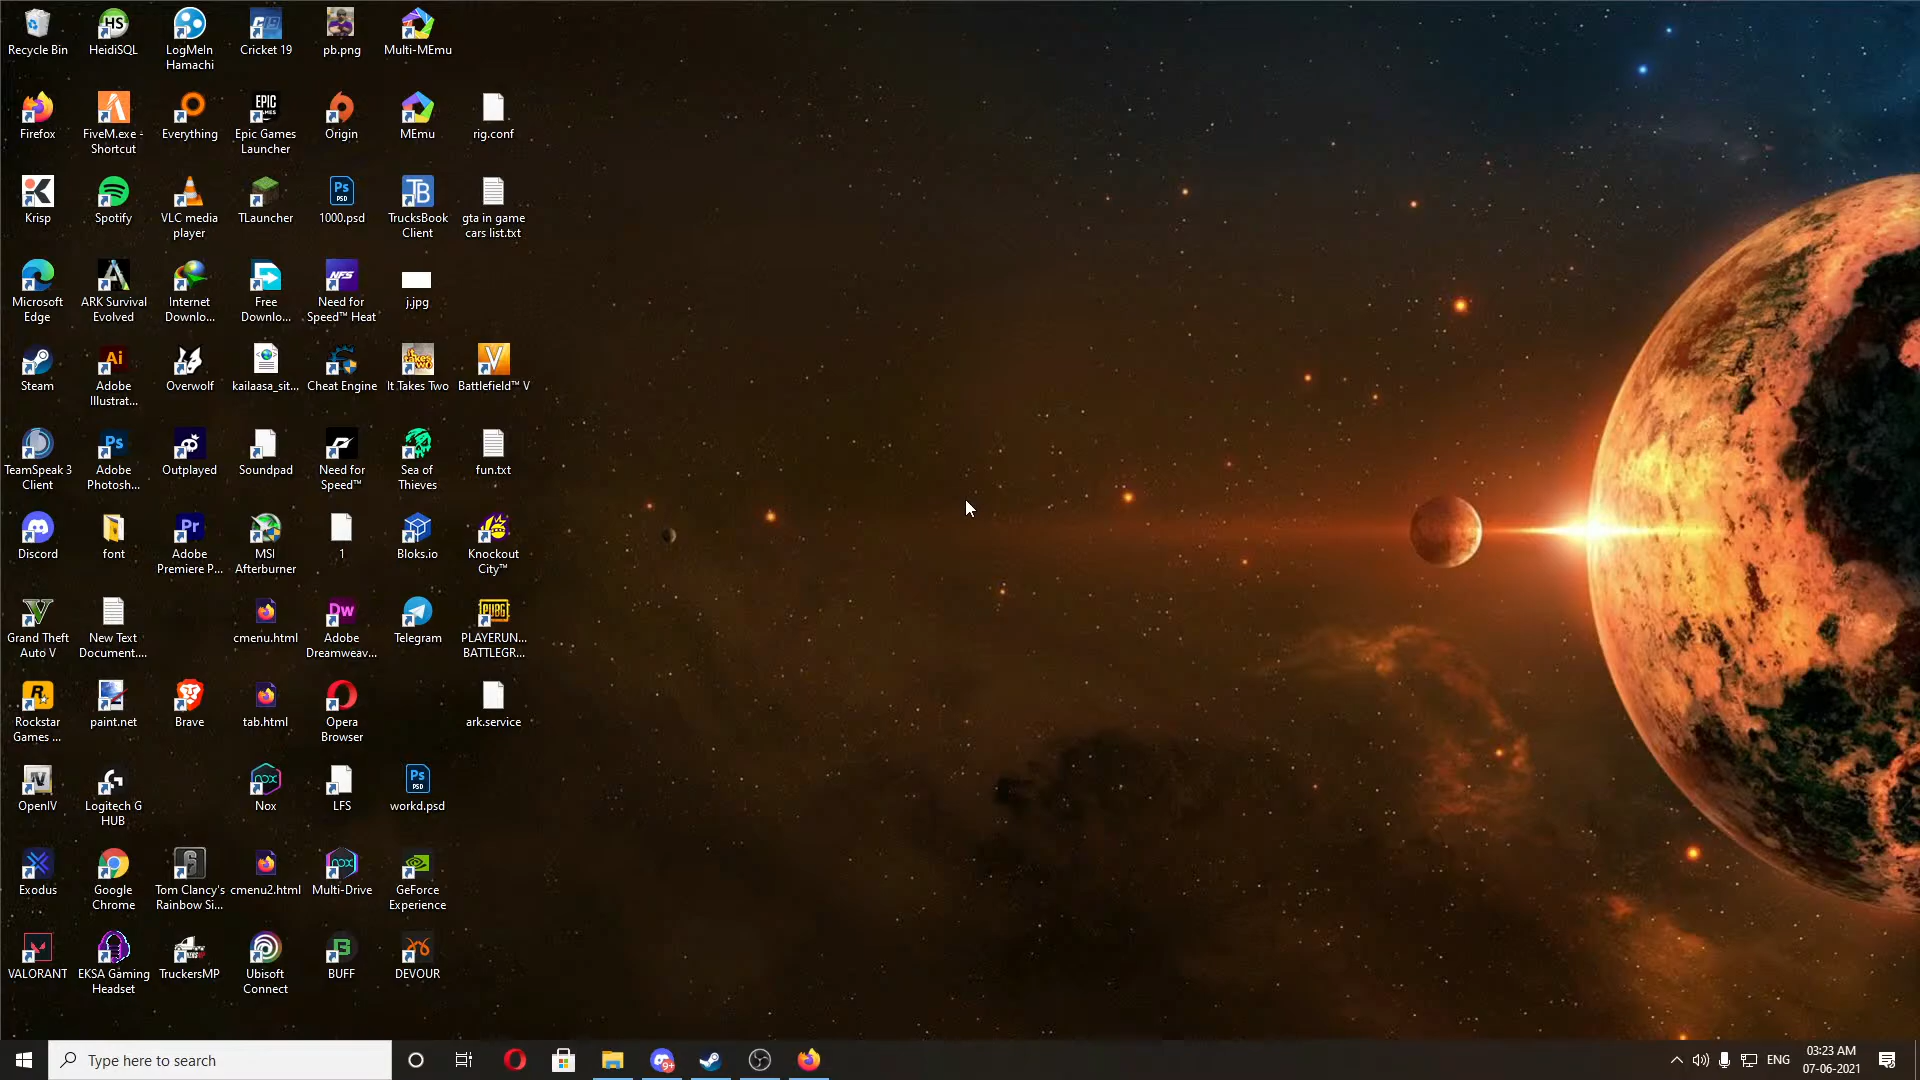 Recycle Bin
HeidiSQL
LogMeIn
Hamachi
Cricket 19
pb.png
Multi-MEmu
Firefox
FiveM.exe -
Shortcut
Everything
Epic Games
Launcher
Origin
MEmu
rig.conf
Krisp
Spotify
VLC media
player
TLauncher
1000.psd
TrucksBook
Client
gta in game
cars list.txt
Microsoft
Edge
ARK Survival
Evolved
Internet
Downlo...
Free
Downlo...
Need for
Speed™ Heat
j.jpg
Steam
Adobe
Illustrat...
Overwolf
kailaasa_sit...
Cheat Engine
It Takes Two
Battlefield™ V
TeamSpeak 3
Client
Adobe
Photosh...
Outplayed
Soundpad
Need for
Speed™
Sea of
Thieves
fun.txt
Discord
font
Adobe
Premiere P...
MSI
Afterburner
1
Bloks.io
Knockout
City™
Grand Theft
Auto V
New Text
Document....
cmenu.html
Adobe
Dreamweav...
Telegram
PLAYERUN...
BATTLEGR...
Rockstar
Games ...
paint.net
Brave
tab.html
Opera
Browser
ark.service
OpenIV
Logitech G
HUB
Nox
LFS
workd.psd
Exodus
Google
Chrome
Tom Clancy's
Rainbow Si...
cmenu2.html
Multi-Drive
GeForce
Experience
VALORANT
EKSA Gaming
Headset
TruckersMP
Ubisoft
Connect
BUFF
DEVOUR
Type here to search
9+
ENG
03:23 AM
07-06-2021